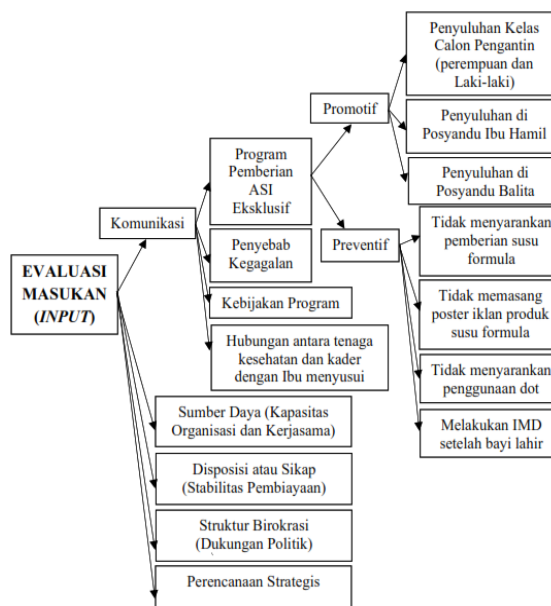 EVALUASI
MASUKAN
(INPUT)
Komunikasi
Program
Pemberian
ASI
Eksklusif
Promotif
Penyuluhan Kelas
Calon Pengantin
(perempuan dan
Laki-laki)
Penyuluhan di
Posyandu Ibu Hamil
Penyuluhan di
Posyandu Balita
Preventif
Tidak menyarankan
pemberian susu
formula
Tidak memasang
poster iklan produk
susu formula
Tidak menyarankan
penggunaan dot
Melakukan IMD
setelah bayi lahir
Penyebab
Kegagalan
Kebijakan Program
Hubungan antara tenaga
kesehatan dan kader
dengan Ibu menyusui
Sumber Daya (Kapasitas
Organisasi dan Kerjasama)
Disposisi atau Sikap
(Stabilitas Pembiayaan)
Struktur Birokrasi
(Dukungan Politik)
Perencanaan Strategis